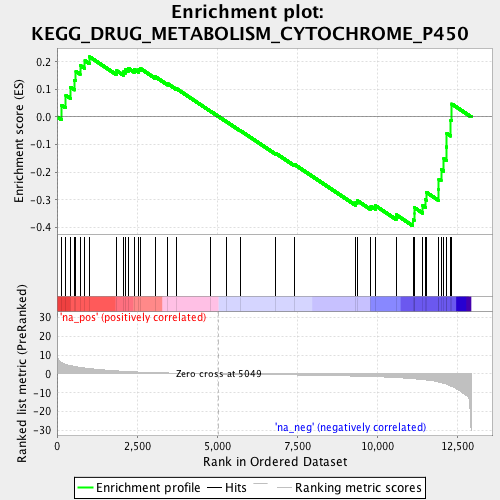 Enrichment plot:
KEGG_DRUG_METABOLISM_CYTOCHROME_P450
Enrichment score (ES)
0.2
0.1
0.0
-0.1
-0.2
-0.3
-0.4
Ranked list metric (PreRanked)
'na_pos' (positively correlated)
30
20
10
0
-10
-20
-30
Zero cross at 5049
'na_neg' (negatively correlated)
0
2,500
5,000
7,500
10,000
12,500
Rank in Ordered Dataset
Enrichment profile
Hits
Ranking metric scores